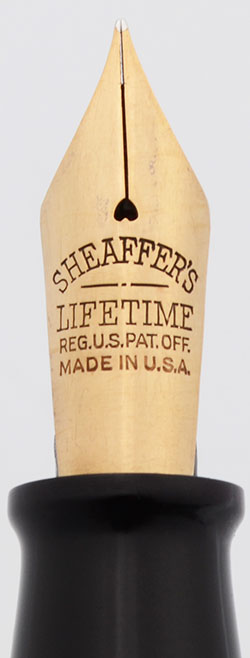 SHEAFFER'S
LIFETIME
REG.U.S.PAT.OFF.
MADE IN U.S.A.